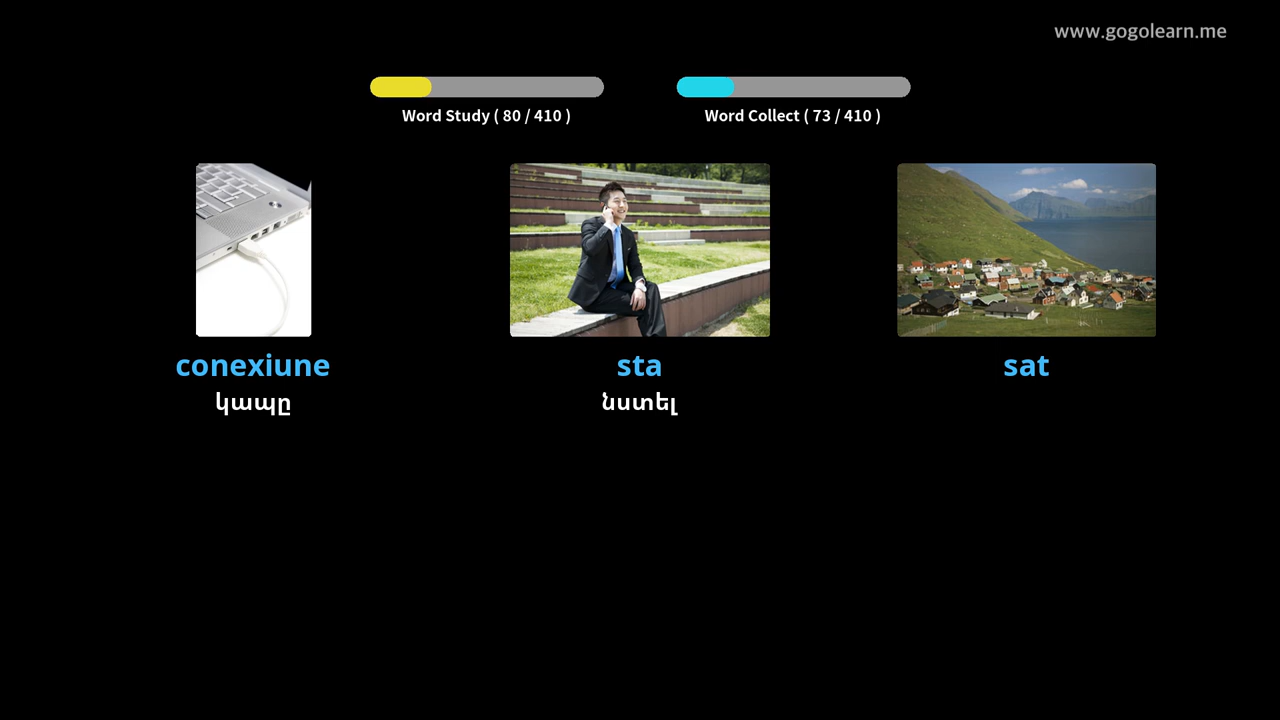 www.gogolearn.me
Word Study ( 80 / 410 )
Word Collect ( 73 / 410 )
conexiune
կապը
sta
նստել
sat